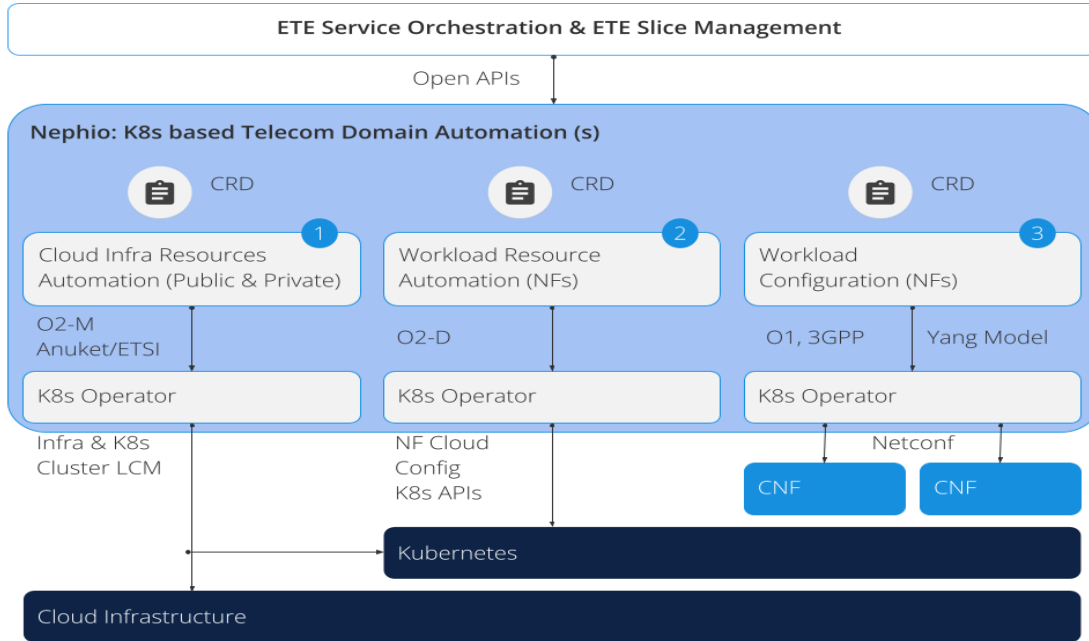 ETE Service Orchestration & ETE Slice Management
Open APIs
Nephio: K8s based Telecom Domain Automation (s)
CRD
CRD
CRD
1
2
3
Cloud Infra Resources
Automation (Public & Private)
Workload Resource
Automation (NFs)
Workload
Configuration (NFs)
O2-M
Anuket/ETSI
O2-D
O1, 3GPP
Yang Model
K8s Operator
K8s Operator
K8s Operator
Infra & K8s
Cluster LCM
NF Cloud
Config
K8s APIs
Netconf
CNF
CNF
Kubernetes
Cloud Infrastructure